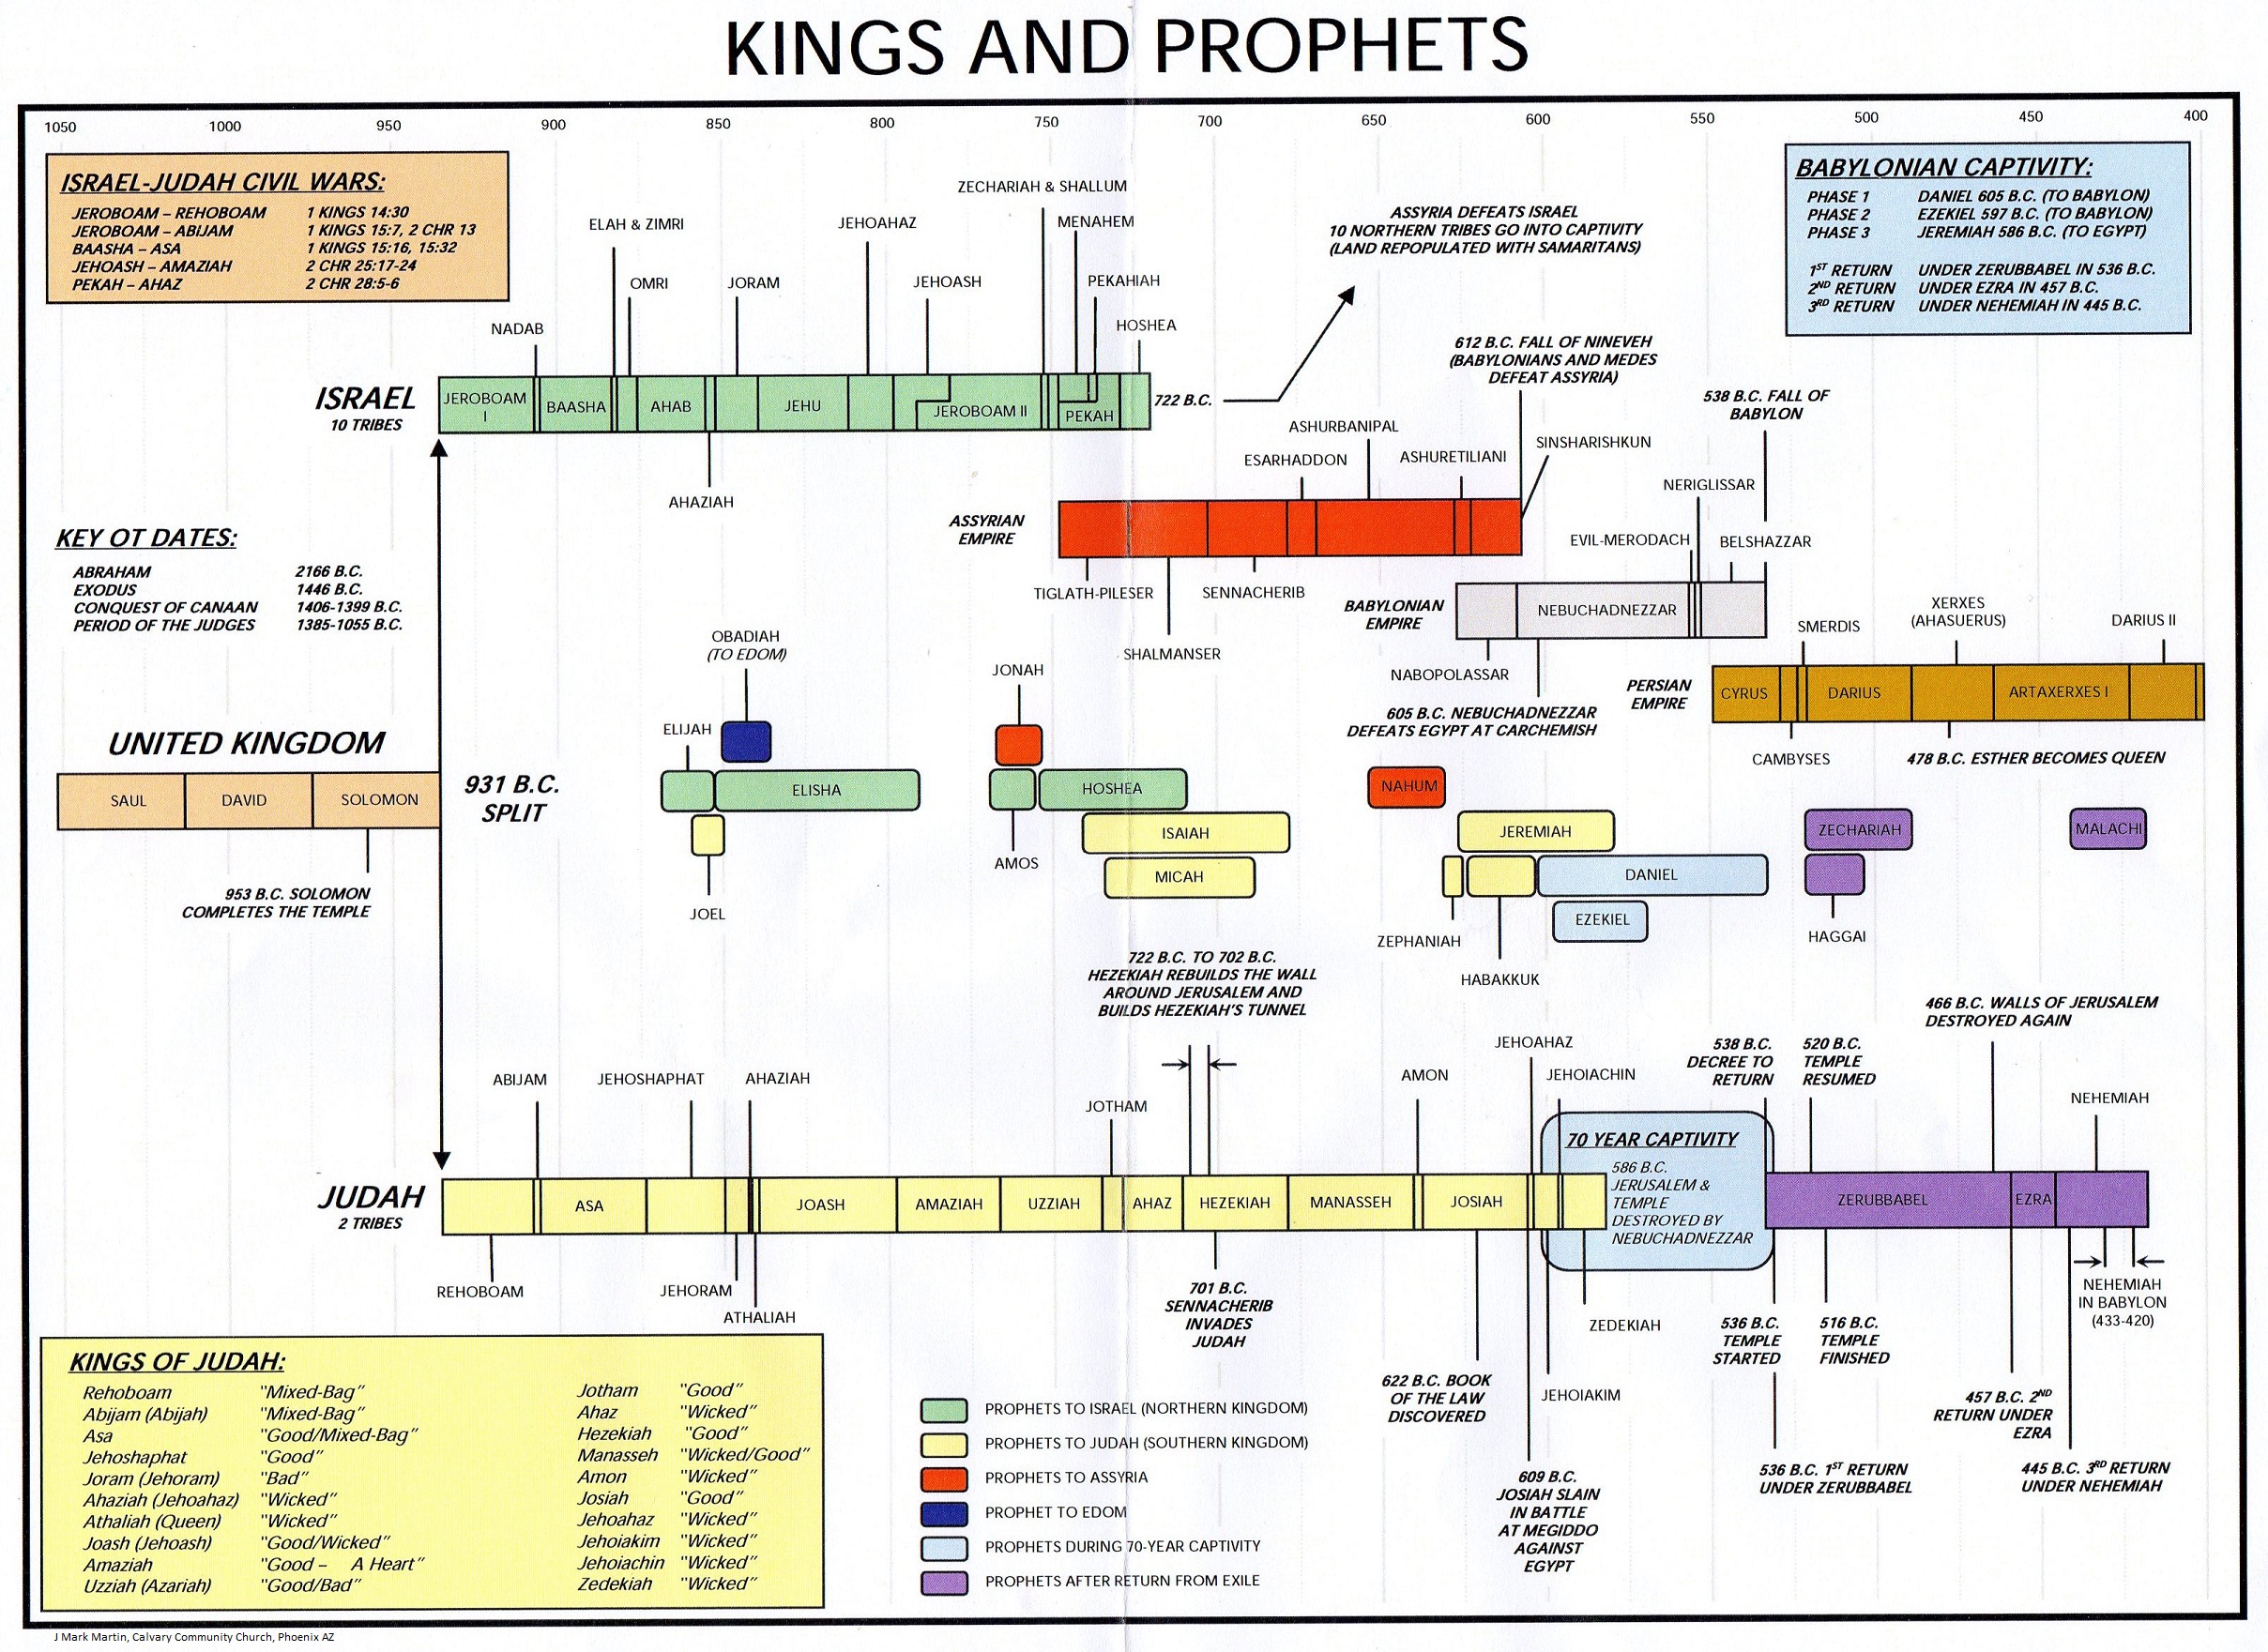 KINGS AND PROPHETS
1050 1000 950 900 850 800 750 700 650 600 550 500 450 400
ISRAEL-JUDAH CIVIL WARS:
JEROBOAM – REHOBOAM 1 KINGS 14:30
JEROBOAM – ABIJAM 1 KINGS 15:7, 2 CHR 13
BAASHA – ASA 1 KINGS 15:16, 15:32
JEHOASH – AMAZIAH 2 CHR 25:17-24
PEKAH – AHAZ 2 CHR 28:5-6
BABYLONIAN CAPTIVITY:
PHASE 1 DANIEL 605 B.C. (TO BABYLON)
PHASE 2 EZEKIEL 597 B.C. (TO BABYLON)
PHASE 3 JEREMIAH 586 B.C. (TO EGYPT)
1ST RETURN UNDER ZERUBBABEL IN 536 B.C.
2ND RETURN UNDER EZRA IN 457 B.C.
3RD RETURN UNDER NEHEMIAH IN 445 B.C.
ZECHARIAH & SHALLUM
ELAH & ZIMRI
JEHOAHAZ
MENAHEM
OMRI
JORAM
JEHOASH
PEKAHIAH
NADAB
HOSHEA
ASSYRIA DEFEATS ISRAEL
10 NORTHERN TRIBES GO INTO CAPTIVITY
(LAND REPOPULATED WITH SAMARITANS)
ISRAEL
10 TRIBES
JEROBOAM
I
BAASHA
AHAB
JEHU
JEROBOAM II
PEKAH
722 B.C.
AHAZIAH
612 B.C. FALL OF NINEVEH
(BABYLONIANS AND MEDES
DEFEAT ASSYRIA)
538 B.C. FALL OF
BABYLON
ASHURBANIPAL
ESARHADDON
ASHURETILIANI
SINSHARISHKUN
ASSYRIAN
EMPIRE
TIGLATH-PILESER
SENNACHERIB
SHALMANSER
NERIGLISSAR
EVIL-MERODACH
BELSHAZZAR
BABYLONIAN
EMPIRE
NEBUCHADNEZZAR
NABOPOLASSAR
605 B.C. NEBUCHADNEZZAR
DEFEATS EGYPT AT CARCHEMISH
XERXES
(AHASUERUS)
SMERDIS
DARIUS II
PERSIAN
EMPIRE
CYRUS
DARIUS
ARTAXERXES I
CAMBYSES
478 B.C. ESTHER BECOMES QUEEN
KEY OT DATES:
ABRAHAM 2166 B.C.
EXODUS 1446 B.C.
CONQUEST OF CANAAN 1406-1399 B.C.
PERIOD OF THE JUDGES 1385-1055 B.C.
UNITED KINGDOM
SAUL
DAVID
SOLOMON
931 B.C.
SPLIT
953 B.C. SOLOMON
COMPLETES THE TEMPLE
OBADIAH
(TO EDOM)
ELIJAH
ELISHA
JOEL
JONAH
AMOS
HOSHEA
ISAIAH
MICAH
NAHUM
JEREMIAH
DANIEL
EZEKIEL
ZEPHANIAH
HABAKKUK
ZECHARIAH
HAGGAI
MALACHI
722 B.C. TO 702 B.C.
HEZEKIAH REBUILDS THE WALL
AROUND JERUSALEM AND
BUILDS HEZEKIAH'S TUNNEL
466 B.C. WALLS OF JERUSALEM
DESTROYED AGAIN
538 B.C.
DECREE TO
RETURN
520 B.C.
TEMPLE
RESUMED
ABIJAM
JEHOSHAPHAT
AHAZIAH
JOTHAM
AMON
JEHOAHAZ
JEHOIACHIN
NEHEMIAH
JUDAH
2 TRIBES
ASA
JOASH
AMAZIAH
UZZIAH
AHAZ
HEZEKIAH
MANASSEH
JOSIAH
70 YEAR CAPTIVITY
586 B.C.
JERUSALEM &
TEMPLE
DESTROYED BY
NEBUCHADNEZZAR
ZERUBBABEL
EZRA
REHOBOAM
JEHORAM
ATHALIAH
701 B.C.
SENNACHERIB
INVADES
JUDAH
622 B.C. BOOK
OF THE LAW
DISCOVERED
ZEDEKIAH
JEHOIAKIM
609 B.C.
JOSIAH SLAIN
IN BATTLE
AT MEGIDDO
AGAINST
EGYPT
536 B.C.
TEMPLE
STARTED
516 B.C.
TEMPLE
FINISHED
536 B.C. 1ST RETURN
UNDER ZERUBBABEL
457 B.C. 2ND
RETURN UNDER
EZRA
445 B.C. 3RD RETURN
UNDER NEHEMIAH
NEHEMIAH
IN BABYLON
(433-420)
KINGS OF JUDAH:
Rehoboam "Mixed-Bag"
Abijam (Abijah) "Mixed-Bag"
Asa "Good/Mixed-Bag"
Jehoshaphat "Good"
Joram (Jehoram) "Bad"
Ahaziah (Jehoahaz) "Wicked"
Athaliah (Queen) "Wicked"
Joash (Jehoash) "Good/Wicked"
Amaziah "Good – A Heart"
Uzziah (Azariah) "Good/Bad"
Jotham "Good"
Ahaz "Wicked"
Hezekiah "Good"
Manasseh "Wicked/Good"
Amon "Wicked"
Josiah "Good"
Jehoahaz "Wicked"
Jehoiakim "Wicked"
Jehoiachin "Wicked"
Zedekiah "Wicked"
PROPHETS TO ISRAEL (NORTHERN KINGDOM)
PROPHETS TO JUDAH (SOUTHERN KINGDOM)
PROPHETS TO ASSYRIA
PROPHET TO EDOM
PROPHETS DURING 70-YEAR CAPTIVITY
PROPHETS AFTER RETURN FROM EXILE
J Mark Martin, Calvary Community Church, Phoenix AZ